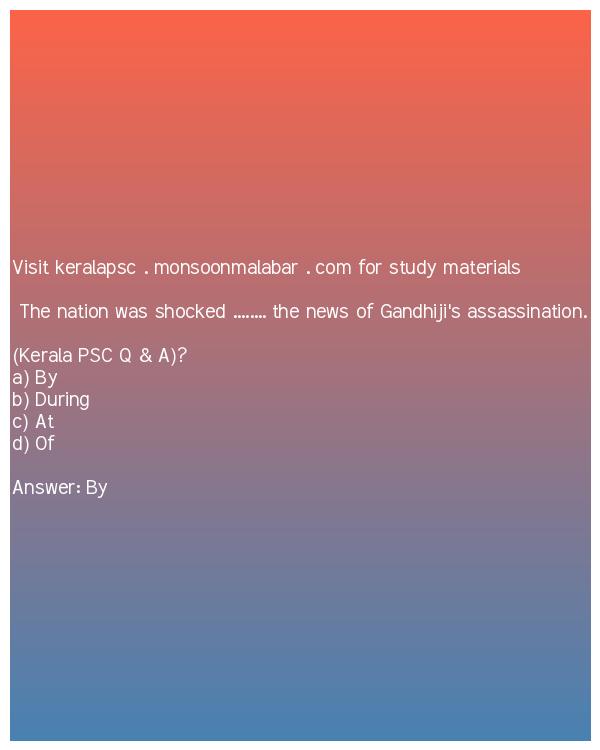 Visit keralapsc . monsoonmalabar . com for study materials
The nation was shocked ........ the news of Gandhiji's assassination.
(Kerala PSC Q & A)?
a) By
b) During
c) At
d) Of
Answer: By